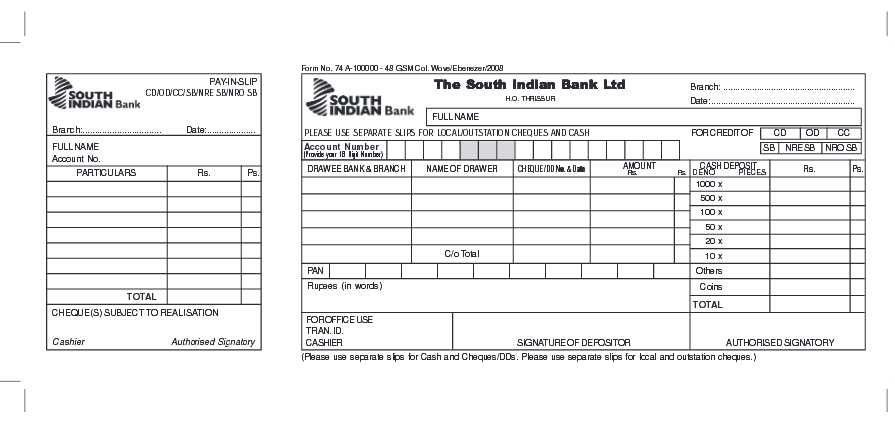 PAY-IN-SLIP
CD/OD/CC/SB/NRE SB/NRO SB
SOUTH
INDIAN Bank
Branch:................................ Date:...................
FULL NAME
Account No.
PARTICULARS Rs. Ps.
TOTAL
CHEQUE(S) SUBJECT TO REALISATION
Cashier Authorised Signatory
Form No. 74 A-100000 - 48 GSM Col. Wove/Ebenezer/2008
SOUTH
INDIAN Bank
The South Indian Bank Ltd
H.O. THRISSUR
Branch: ......................................................
Date:...........................................................
FULL NAME
PLEASE USE SEPARATE SLIPS FOR LOCAL/OUTSTATION CHEQUES AND CASH
FOR CREDIT OF CD OD CC
SB NRE SB NRO SB
Account Number
(Provide your 16 digit Number)
DRAWEE BANK & BRANCH NAME OF DRAWER CHEQUE/DD No. & Date AMOUNT Rs. Ps.
CASH DEPOSIT Rs. Ps.
DENO PIECES
1000 x
500 x
100 x
50 x
20 x
C/o Total 10 x
PAN Others
Rupees (in words) Coins
TOTAL
FOR OFFICE USE
TRAN. ID.
CASHIER SIGNATURE OF DEPOSITOR AUTHORISED SIGNATORY
(Please use separate slips for Cash and Cheques/DDs. Please use separate slips for local and outstation cheques.)